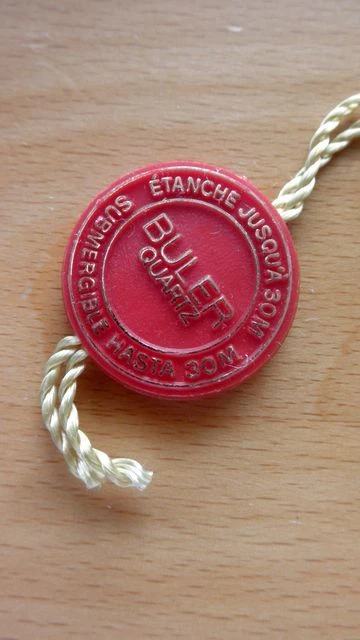 ÉTANCHE JUSQU'À 30M
SUBMERGIBLE HASTA 30M
BULER
QUARTZ